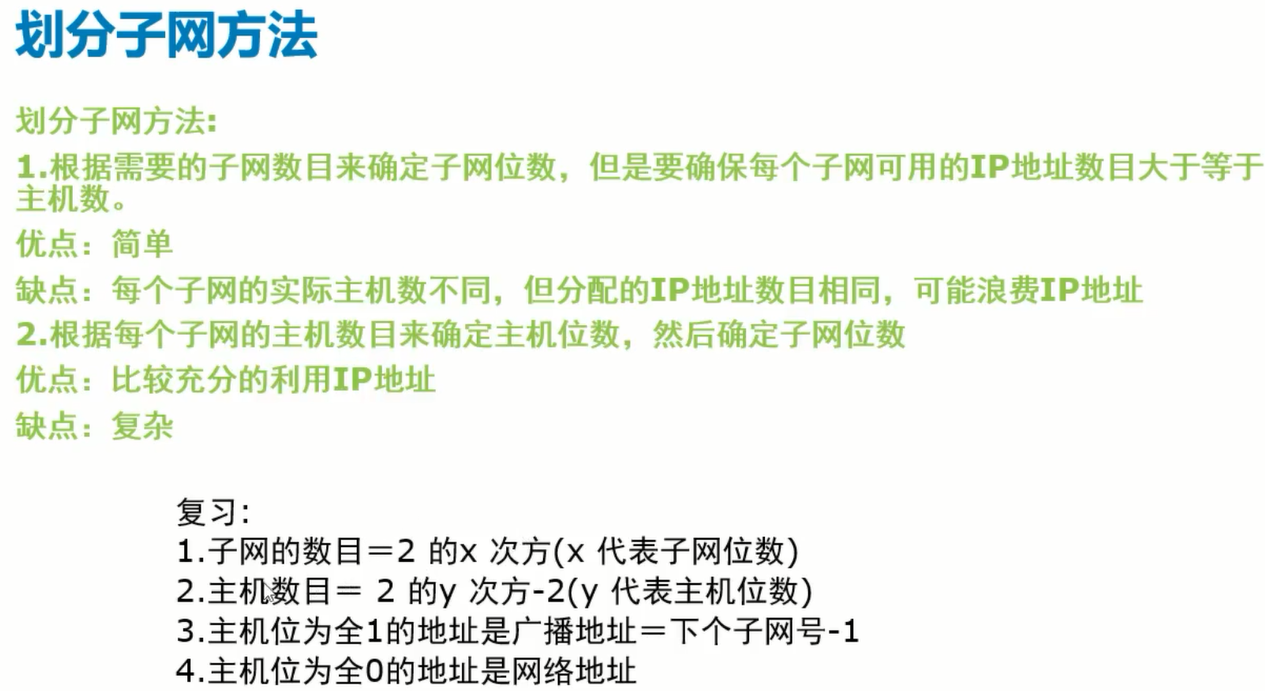 划分子网方法
划分子网方法:
1.根据需要的子网数目来确定子网位数，但是要确保每个子网可用的IP地址数目大于等于
主机数。
优点：简单
缺点：每个子网的实际主机数不同，但分配的IP地址数目相同，可能浪费IP地址
2.根据每个子网的主机数目来确定主机位数，然后确定子网位数
优点：比较充分的利用IP地址
缺点：复杂
复习:
1.子网的数目＝2 的x 次方(x 代表子网位数)
2.主机数目＝ 2 的y 次方-2(y 代表主机位数)
3.主机位为全1的地址是广播地址＝下个子网号-1
4.主机位为全0的地址是网络地址